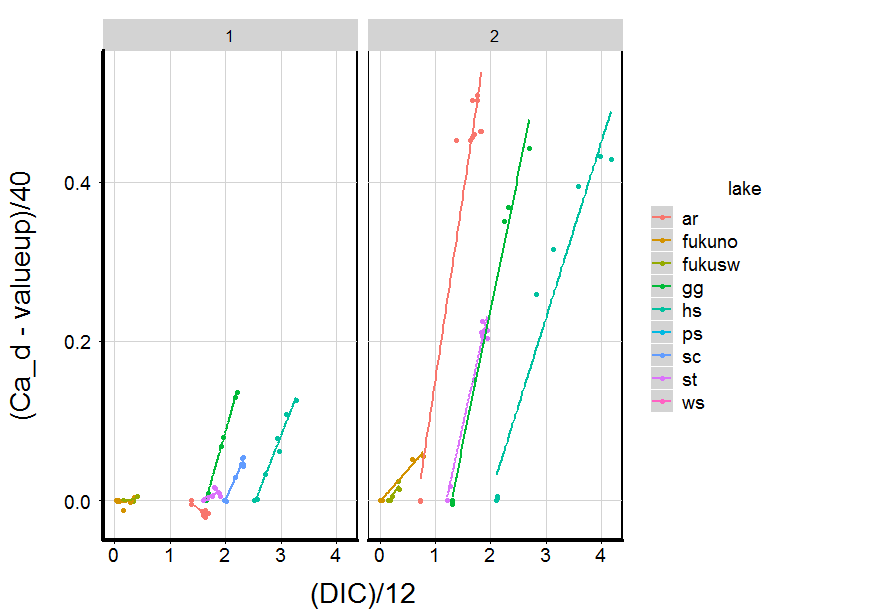 1 2
(Ca_d - valueup)/40
0.4
0.2
0.0
0 1 2 3 4 0 1 2 3 4
(DIC)/12
lake
ar
fukuno
fukusw
gg
hs
ps
sc
st
ws